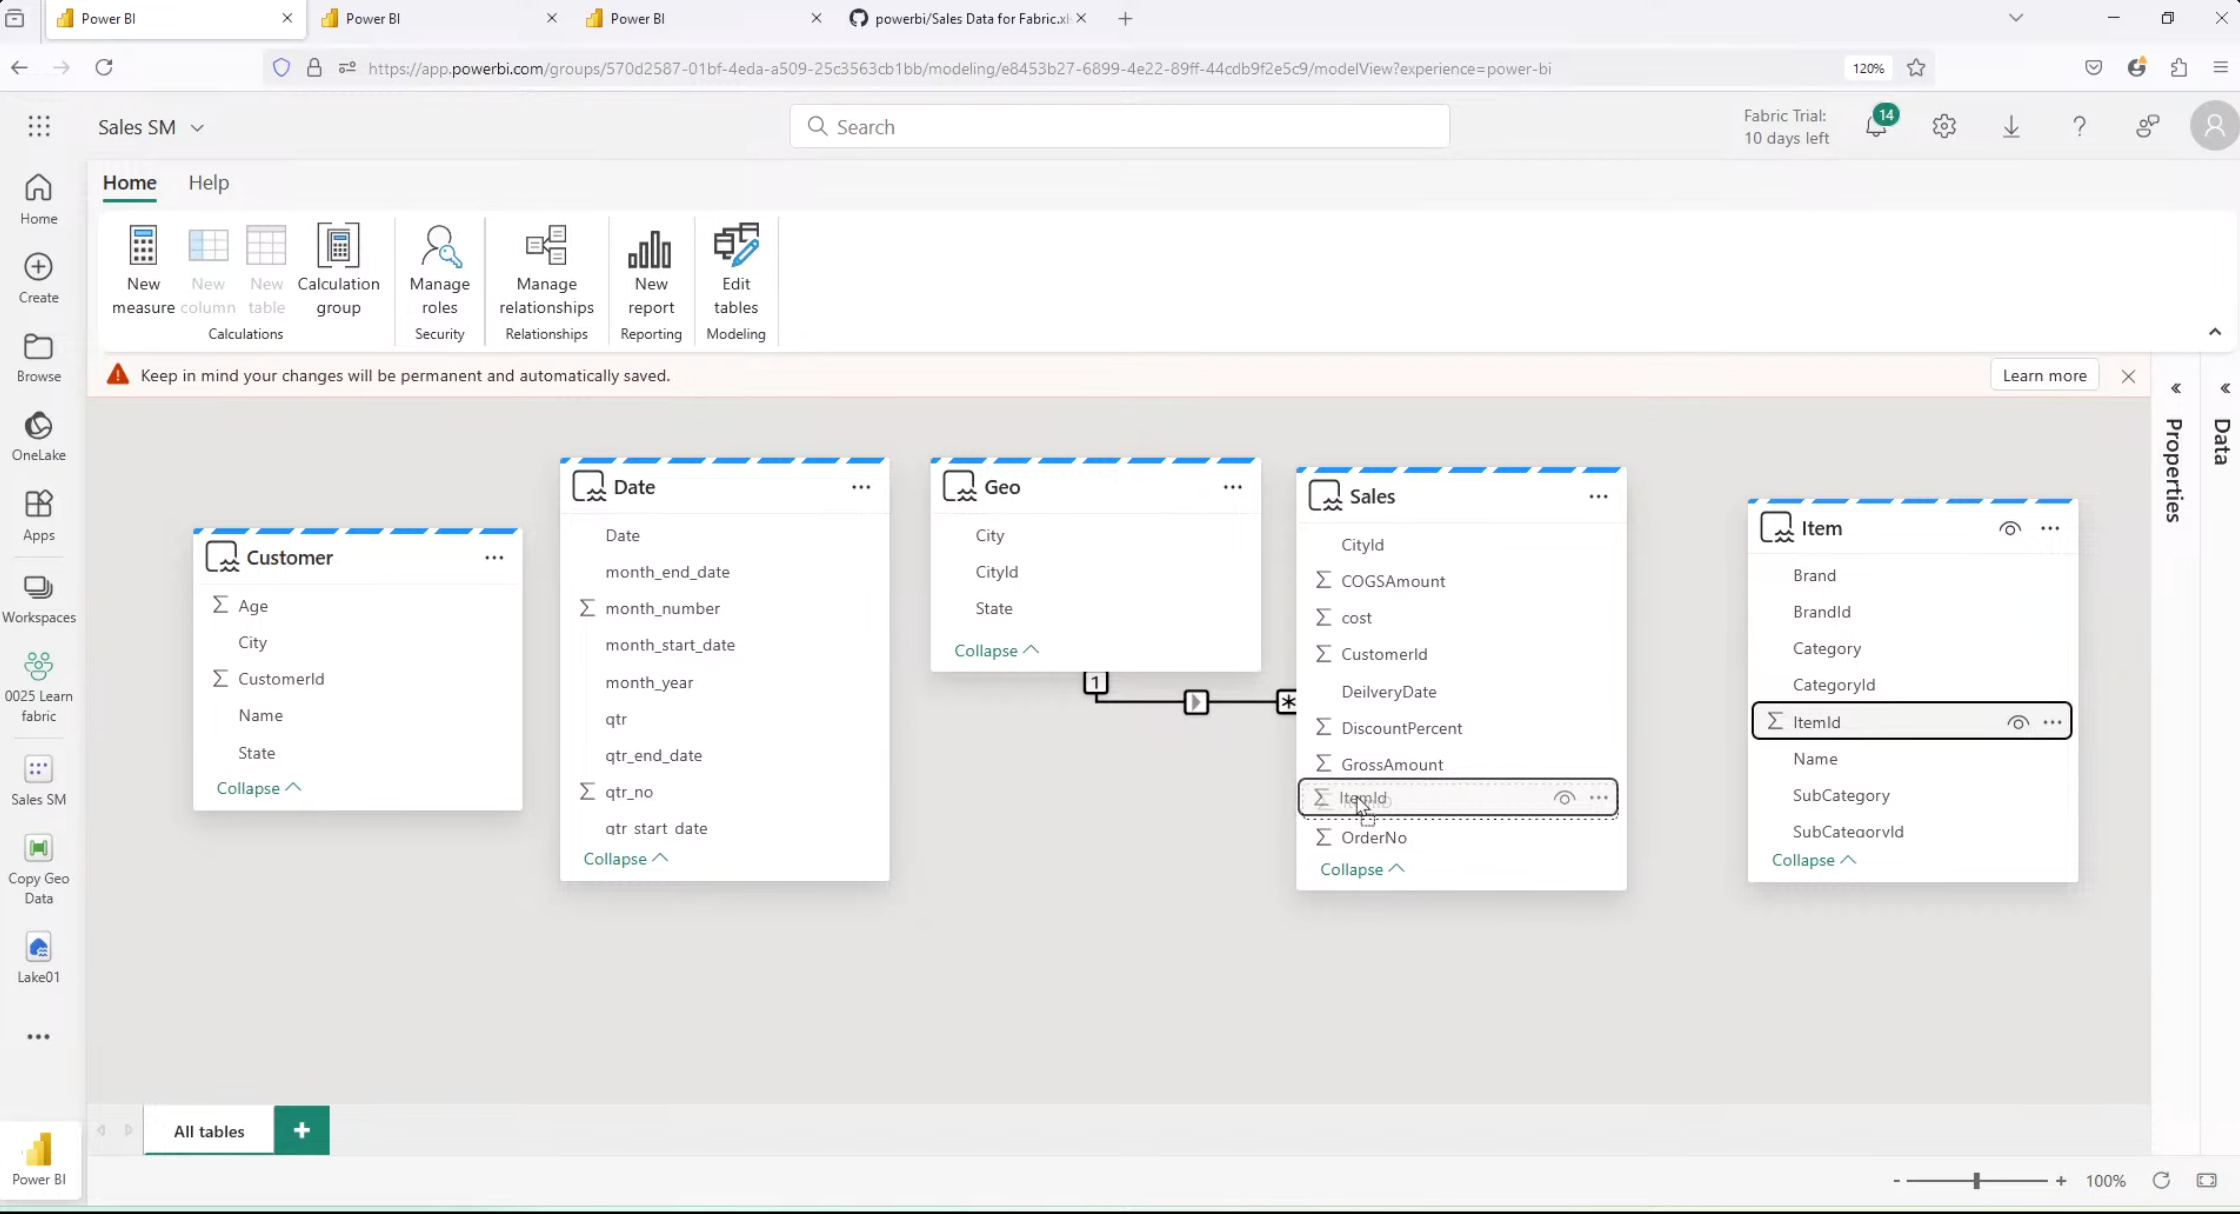 Power BI
Power BI
Power BI
powerbi/Sales Data for Fabric.xl
https://app.powerbi.com/groups/570d2587-01bf-4eda-a509-25c3563cb1bb/modeling/e8453b27-6899-4e22-89ff-44cdb9f2e5c9/modelView?experience=power-bi
120%
Sales SM
Search
Fabric Trial:
10 days left
14
Home
Create
Browse
OneLake
Apps
Workspaces
0025 Learn
fabric
Sales SM
Copy Geo
Data
Lake01
Power BI
Home
Help
New
measure
New
column
New
table
Calculation
group
Calculations
Manage
roles
Security
Manage
relationships
Relationships
New
report
Reporting
Edit
tables
Modeling
Keep in mind your changes will be permanent and automatically saved.
Learn more
Customer
Age
City
CustomerId
Name
State
Collapse
Date
Date
month_end_date
month_number
month_start_date
month_year
qtr
qtr_end_date
qtr_no
qtr_start_date
Collapse
Geo
City
CityId
State
Collapse
1
*
Sales
CityId
COGSAmount
cost
CustomerId
DeilveryDate
DiscountPercent
GrossAmount
ItemId
OrderNo
Collapse
Item
Brand
BrandId
Category
CategoryId
ItemId
Name
SubCategory
SubCategoryId
Collapse
Properties
Data
All tables
+
- + 100%